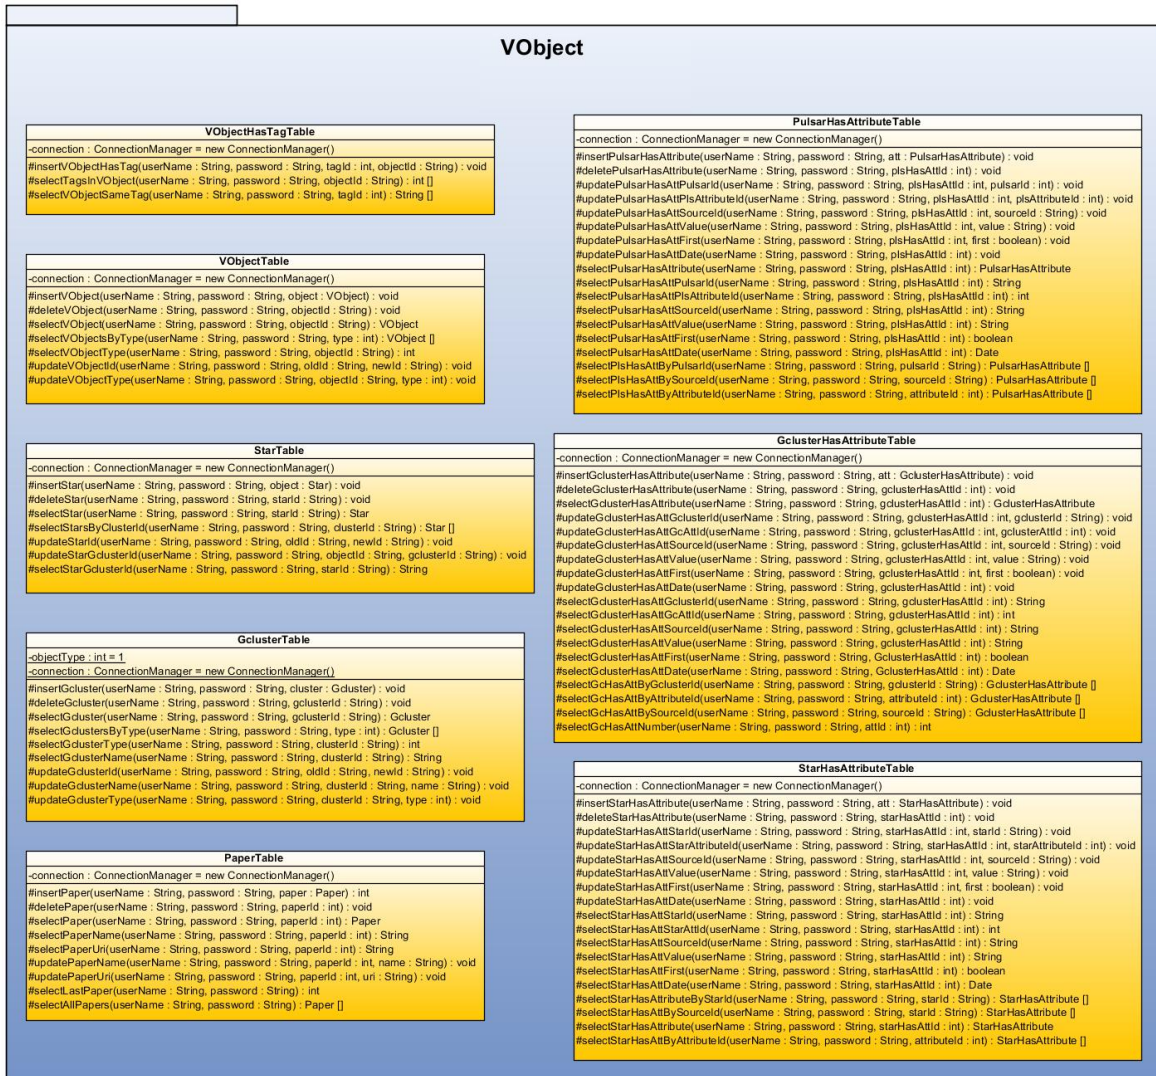 VObject
VObjectHasTagTable
-connection : ConnectionManager = new ConnectionManager()
#insertVObjectHasTag(userName : String, password : String, tagId : int, objectId : String) : void
#selectTagsInVObject(userName : String, password : String, objectId : String) : int []
#selectVObjectSameTag(userName : String, password : String, tagId : int) : String []
VObjectTable
-connection : ConnectionManager = new ConnectionManager()
#insertVObject(userName : String, password : String, object : VObject) : void
#deleteVObject(userName : String, password : String, objectId : String) : void
#selectVObject(userName : String, password : String, objectId : String) : VObject
#selectVObjectsByType(userName : String, password : String, type : int) : VObject []
#selectVObjectType(userName : String, password : String, objectId : String) : int
#updateVObjectId(userName : String, password : String, oldId : String, newId : String) : void
#updateVObjectType(userName : String, password : String, objectId : String, type : int) : void
StarTable
-connection : ConnectionManager = new ConnectionManager()
#insertStar(userName : String, password : String, object : Star) : void
#deleteStar(userName : String, password : String, starId : String) : void
#selectStar(userName : String, password : String, starId : String) : Star
#selectStarsByClusterId(userName : String, password : String, clusterId : String) : Star []
#updateStarId(userName : String, password : String, oldId : String, newId : String) : void
#updateStarGclusterId(userName : String, password : String, objectId : String, gclusterId : String) : void
#selectStarGclusterId(userName : String, password : String, starId : String) : String
GclusterTable
-objectType : int = 1
-connection : ConnectionManager = new ConnectionManager()
#insertGcluster(userName : String, password : String, cluster : Gcluster) : void
#deleteGcluster(userName : String, password : String, gclusterId : String) : void
#selectGcluster(userName : String, password : String, gclusterId : String) : Gcluster
#selectGclustersByType(userName : String, password : String, type : int) : Gcluster []
#selectGclusterType(userName : String, password : String, clusterId : String) : int
#selectGclusterName(userName : String, password : String, clusterId : String) : String
#updateGclusterId(userName : String, password : String, oldId : String, newId : String) : void
#updateGclusterName(userName : String, password : String, clusterId : String, name : String) : void
#updateGclusterType(userName : String, password : String, clusterId : String, type : int) : void
PaperTable
-connection : ConnectionManager = new ConnectionManager()
#insertPaper(userName : String, password : String, paper : Paper) : int
#deletePaper(userName : String, password : String, paperId : int) : void
#selectPaper(userName : String, password : String, paperId : int) : Paper
#selectPaperName(userName : String, password : String, paperId : int) : String
#selectPaperUri(userName : String, password : String, paperId : int) : String
#updatePaperName(userName : String, password : String, paperId : int, name : String) : void
#updatePaperUri(userName : String, password : String, paperId : int, uri : String) : void
#selectLastPaper(userName : String, password : String) : int
#selectAllPapers(userName : String, password : String) : Paper []
PulsarHasAttributeTable
-connection : ConnectionManager = new ConnectionManager()
#insertPulsarHasAttribute(userName : String, password : String, att : PulsarHasAttribute) : void
#deletePulsarHasAttribute(userName : String, password : String, plsHasAttId : int) : void
#updatePulsarHasAttPulsarId(userName : String, password : String, plsHasAttId : int, pulsarId : int) : void
#updatePulsarHasAttPlsAttributeId(userName : String, password : String, plsHasAttId : int, plsAttributeId : int) : void
#updatePulsarHasAttSourceId(userName : String, password : String, plsHasAttId : int, sourceId : String) : void
#updatePulsarHasAttValue(userName : String, password : String, plsHasAttId : int, value : String) : void
#updatePulsarHasAttFirst(userName : String, password : String, plsHasAttId : int, first : boolean) : void
#updatePulsarHasAttDate(userName : String, password : String, plsHasAttId : int) : void
#selectPulsarHasAttribute(userName : String, password : String, plsHasAttId : int) : PulsarHasAttribute
#selectPulsarHasAttPulsarId(userName : String, password : String, plsHasAttId : int) : String
#selectPulsarHasAttPlsAttributeId(userName : String, password : String, plsHasAttId : int) : int
#selectPulsarHasAttSourceId(userName : String, password : String, plsHasAttId : int) : String
#selectPulsarHasAttValue(userName : String, password : String, plsHasAttId : int) : String
#selectPulsarHasAttFirst(userName : String, password : String, plsHasAttId : int) : boolean
#selectPulsarHasAttDate(userName : String, password : String, plsHasAttId : int) : Date
#selectPlsHasAttByPulsarId(userName : String, password : String, pulsarId : String) : PulsarHasAttribute []
#selectPlsHasAttBySourceId(userName : String, password : String, sourceId : String) : PulsarHasAttribute []
#selectPlsHasAttByAttributeId(userName : String, password : String, attributeId : int) : PulsarHasAttribute []
GclusterHasAttributeTable
-connection : ConnectionManager = new ConnectionManager()
#insertGclusterHasAttribute(userName : String, password : String, att : GclusterHasAttribute) : void
#deleteGclusterHasAttribute(userName : String, password : String, gclusterHasAttId : int) : void
#selectGclusterHasAttribute(userName : String, password : String, gclusterHasAttId : int) : GclusterHasAttribute
#updateGclusterHasAttGclusterId(userName : String, password : String, gclusterHasAttId : int, gclusterId : String) : void
#updateGclusterHasAttGcAttId(userName : String, password : String, gclusterHasAttId : int, gclusterAttId : int) : void
#updateGclusterHasAttSourceId(userName : String, password : String, gclusterHasAttId : int, sourceId : String) : void
#updateGclusterHasAttValue(userName : String, password : String, gclusterHasAttId : int, value : String) : void
#updateGclusterHasAttFirst(userName : String, password : String, gclusterHasAttId : int, first : boolean) : void
#updateGclusterHasAttDate(userName : String, password : String, gclusterHasAttId : int) : void
#selectGclusterHasAttGclusterId(userName : String, password : String, gclusterHasAttId : int) : String
#selectGclusterHasAttGcAttId(userName : String, password : String, gclusterHasAttId : int) : int
#selectGclusterHasAttSourceId(userName : String, password : String, gclusterHasAttId : int) : String
#selectGclusterHasAttValue(userName : String, password : String, gclusterHasAttId : int) : String
#selectGclusterHasAttFirst(userName : String, password : String, GclusterHasAttId : int) : boolean
#selectGclusterHasAttDate(userName : String, password : String, GclusterHasAttId : int) : Date
#selectGcHasAttByGclusterId(userName : String, password : String, gclusterId : String) : GclusterHasAttribute []
#selectGcHasAttByAttributeId(userName : String, password : String, attributeId : int) : GclusterHasAttribute []
#selectGcHasAttBySourceId(userName : String, password : String, sourceId : String) : GclusterHasAttribute []
#selectGcHasAttNumber(userName : String, password : String, attId : int) : int
StarHasAttributeTable
-connection : ConnectionManager = new ConnectionManager()
#insertStarHasAttribute(userName : String, password : String, att : StarHasAttribute) : void
#deleteStarHasAttribute(userName : String, password : String, starHasAttId : int) : void
#updateStarHasAttStarId(userName : String, password : String, starHasAttId : int, starId : String) : void
#updateStarHasAttStarAttributeId(userName : String, password : String, starHasAttId : int, starAttributeId : int) : void
#updateStarHasAttSourceId(userName : String, password : String, starHasAttId : int, sourceId : String) : void
#updateStarHasAttValue(userName : String, password : String, starHasAttId : int, value : String) : void
#updateStarHasAttFirst(userName : String, password : String, starHasAttId : int, first : boolean) : void
#updateStarHasAttDate(userName : String, password : String, starHasAttId : int) : void
#selectStarHasAttStarId(userName : String, password : String, starHasAttId : int) : String
#selectStarHasAttStarAttId(userName : String, password : String, starHasAttId : int) : int
#selectStarHasAttSourceId(userName : String, password : String, starHasAttId : int) : String
#selectStarHasAttValue(userName : String, password : String, starHasAttId : int) : String
#selectStarHasAttFirst(userName : String, password : String, starHasAttId : int) : boolean
#selectStarHasAttDate(userName : String, password : String, starHasAttId : int) : Date
#selectStarHasAttributeByStarId(userName : String, password : String, starId : String) : StarHasAttribute []
#selectStarHasAttBySourceId(userName : String, password : String, starId : String) : StarHasAttribute []
#selectStarHasAttribute(userName : String, password : String, starHasAttId : int) : StarHasAttribute
#selectStarHasAttByAttributeId(userName : String, password : String, attributeId : int) : StarHasAttribute []